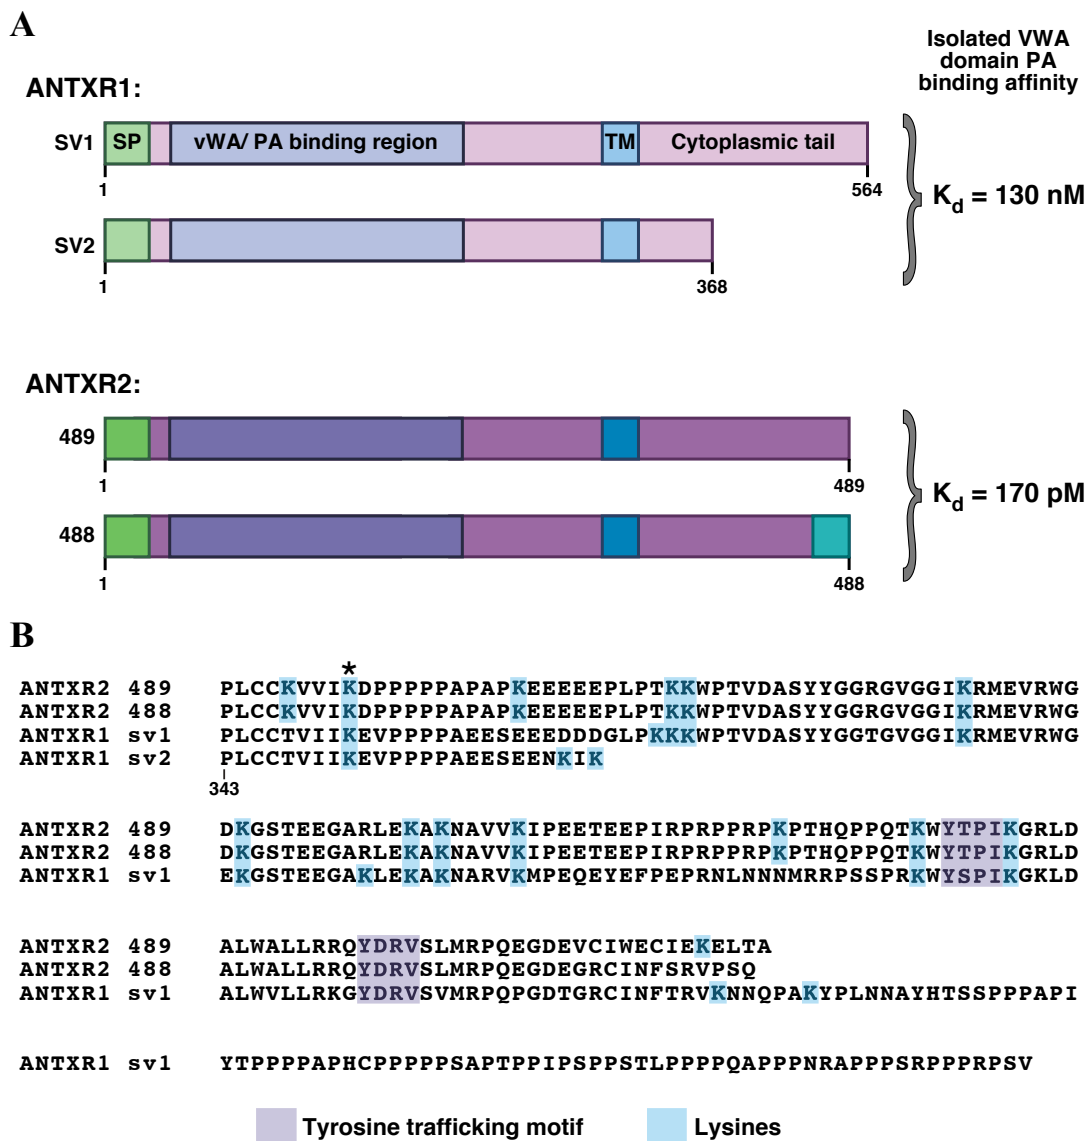 A
Isolated VWA
domain PA
binding affinity
ANTXR1:
SV1 SP vWA/ PA binding region TM Cytoplasmic tail
1 564
Kd = 130 nM
SV2
1 368
ANTXR2:
489
1 489
Kd = 170 pM
488
1 488
B
*
ANTXR2 489 PLCCKVVIKDPPPPPAPAPKEEEEEPLPTKKWPTVDASYYGGRGVGGIKRMEVRWG
ANTXR2 488 PLCCKVVIKDPPPPPAPAPKEEEEEPLPTKKWPTVDASYYGGRGVGGIKRMEVRWG
ANTXR1 sv1 PLCCTVIIKEVPPPPAEESEEEDDDGLPKKKWPTVDASYYGGTGVGGIKRMEVRWG
ANTXR1 sv2 PLCCTVIIKEVPPPPAEESEENKIK
343
ANTXR2 489 DKGSTEEGARLEKAKNAVVKIPEETEEPIRPRPPRPKPTHQPPQTKWYTPIKGRLD
ANTXR2 488 DKGSTEEGARLEKAKNAVVKIPEETEEPIRPRPPRPKPTHQPPQTKWYTPIKGRLD
ANTXR1 sv1 EKGSTEEGAKLEKAKNARVKMPEQEYEFPEPRNLNNNMRRPSSPRKWYSPIKGKLD
ANTXR2 489 ALWALLRRQYDRVSLMRPQEGDEVCIWECIEKELTA
ANTXR2 488 ALWALLRRQYDRVSLMRPQEGDEGRCINFSRVPSQ
ANTXR1 sv1 ALWVLLRKGYDRVSVMRPQPGDTGRCINFTRVKNNQPAKYPLNNAYHTSSPPPAPI
ANTXR1 sv1 YTPPPPAPHCPPPPPSAPTPPIPSPPSTLPPPPQAPPPNRAPPPSRPPPRPSV
Tyrosine trafficking motif Lysines